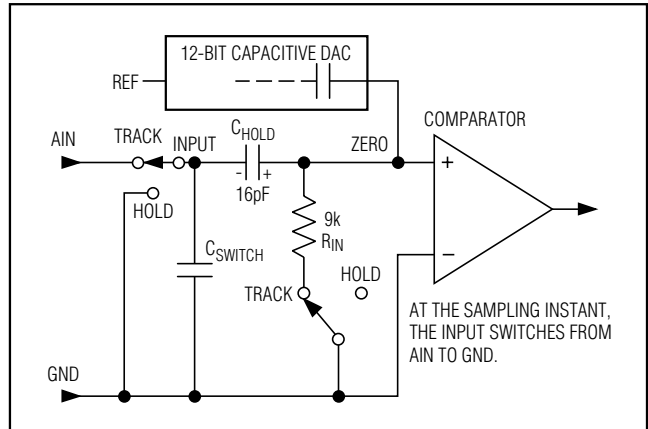 12-BIT CAPACITIVE DAC
REF
COMPARATOR
AIN
TRACK
INPUT
CHOLD
ZERO
- +
16pF
HOLD
+
9k
RIN
CSWITCH
HOLD
TRACK
−
AT THE SAMPLING INSTANT,
THE INPUT SWITCHES FROM
AIN TO GND.
GND